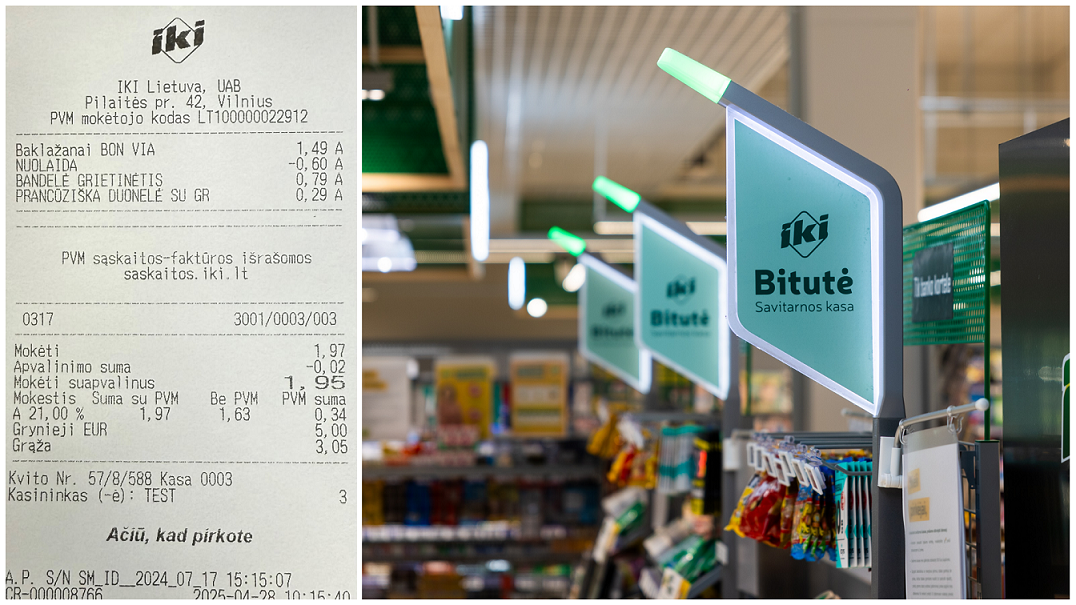 iki
IKI Lietuva, UAB
Pilaitės pr. 42, Vilnius
PVM mokėtojo kodas LT100000022912
Baklažanai BON VIA 1,49 A
NUOLAIDA -0,60 A
BANDELĖ GRIETINĖTIS 0,79 A
PRANCŪZIŠKA DUONELĖ SU GR 0,29 A
PVM sąskaitos-faktūros išrašomos
saskaitos.iki.lt
0317 3001/0003/003
Mokėti 1,97
Apvalinimo suma -0,02
Mokėti suapvalinus 1,95
Mokestis Suma su PVM Be PVM PVM suma
A 21,00 % 1,97 1,63 0,34
Grynieji EUR 5,00
Grąža 3,05
Kvito Nr. 57/8/588 Kasa 0003
Kasininkas (-ė): TEST 3
Ačiū, kad pirkote
A.P. S/N SM_ID__2024_07_17 15:15:07
CR-000008766 2025-04-28 10:15:40
iki
Bitutė
Savitarnos kasa
iki
Bitutė
Tik banko kortele